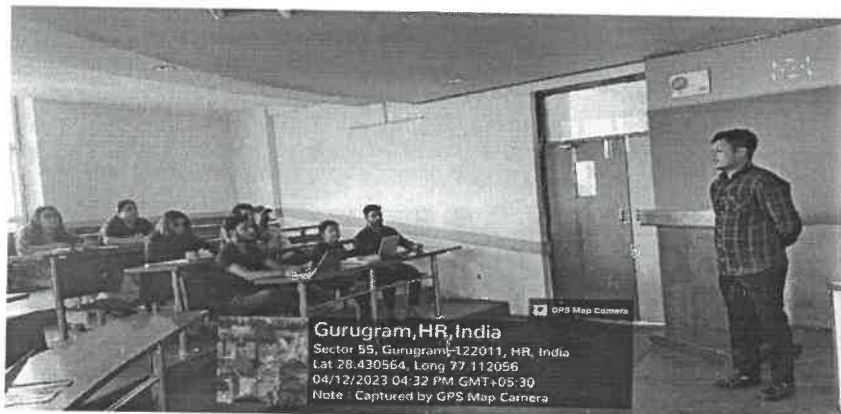 GPS Map Camera
Gurugram,HR,India
Sector 55, Gurugram,-122011, HR, India
Lat 28.430564, Long 77.112056
04/12/2023 04:32 PM GMT+05:30
Note : Captured by GPS Map Camera